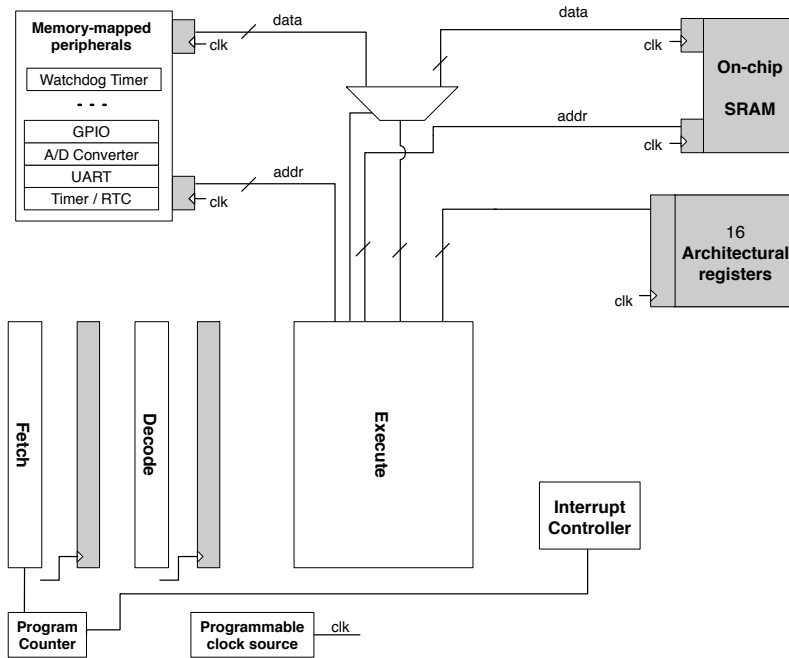 Memory-mapped
peripherals
Watchdog Timer
- - -
GPIO
A/D Converter
UART
Timer / RTC
clk
data
clk
addr
data
clk
On-chip
SRAM
addr
clk
16
Architectural
registers
clk
Fetch
Decode
Execute
Interrupt
Controller
Program
Counter
Programmable
clock source
clk